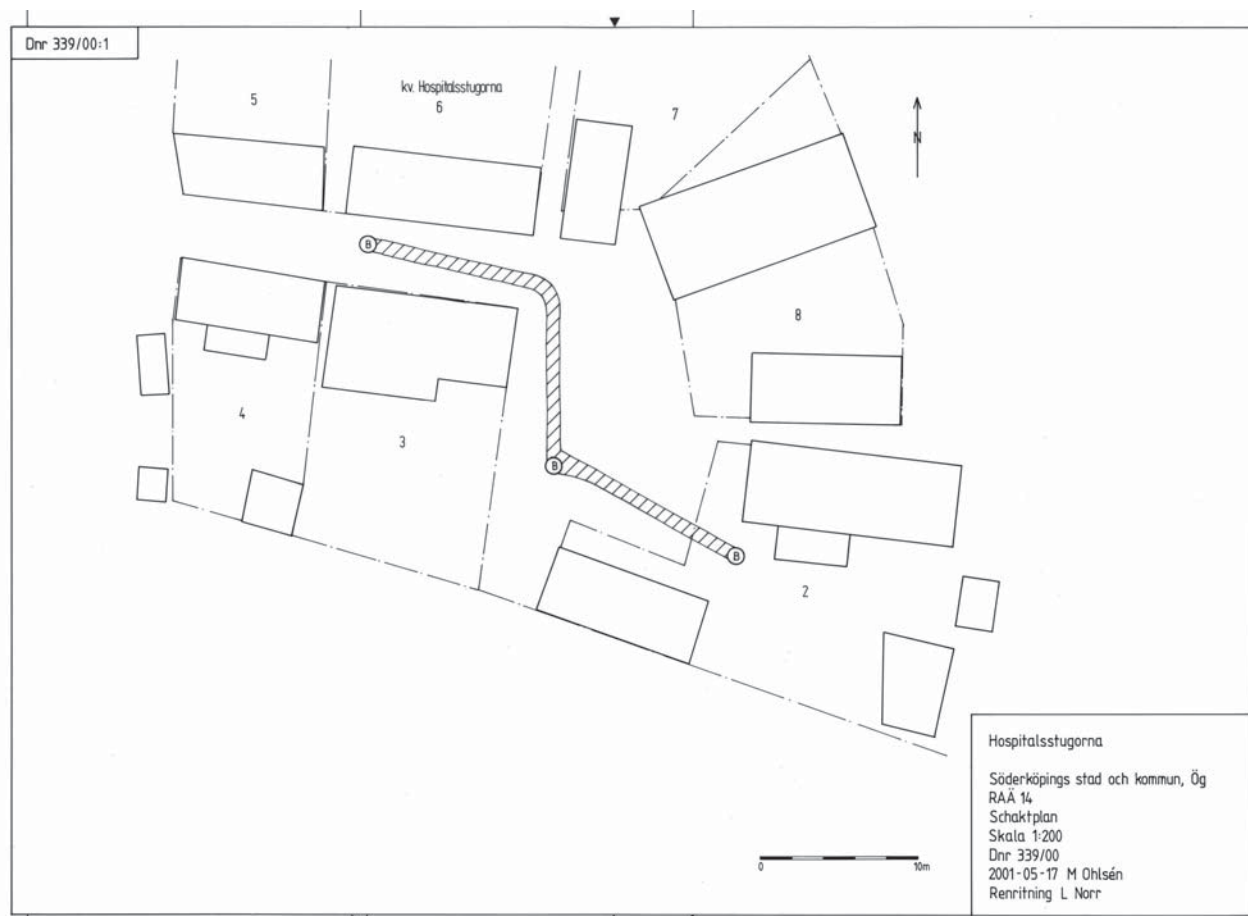 Dnr 339/00:1
kv. Hospitalsstugorna
5
6
7
N
8
4
3
2
B
B
B
0
10m
Hospitalsstugorna
Söderköpings stad och kommun, Ög
RAÄ 14
Schaktplan
Skala 1:200
Dnr 339/00
2001-05-17 M Ohlsén
Renritning L Norr